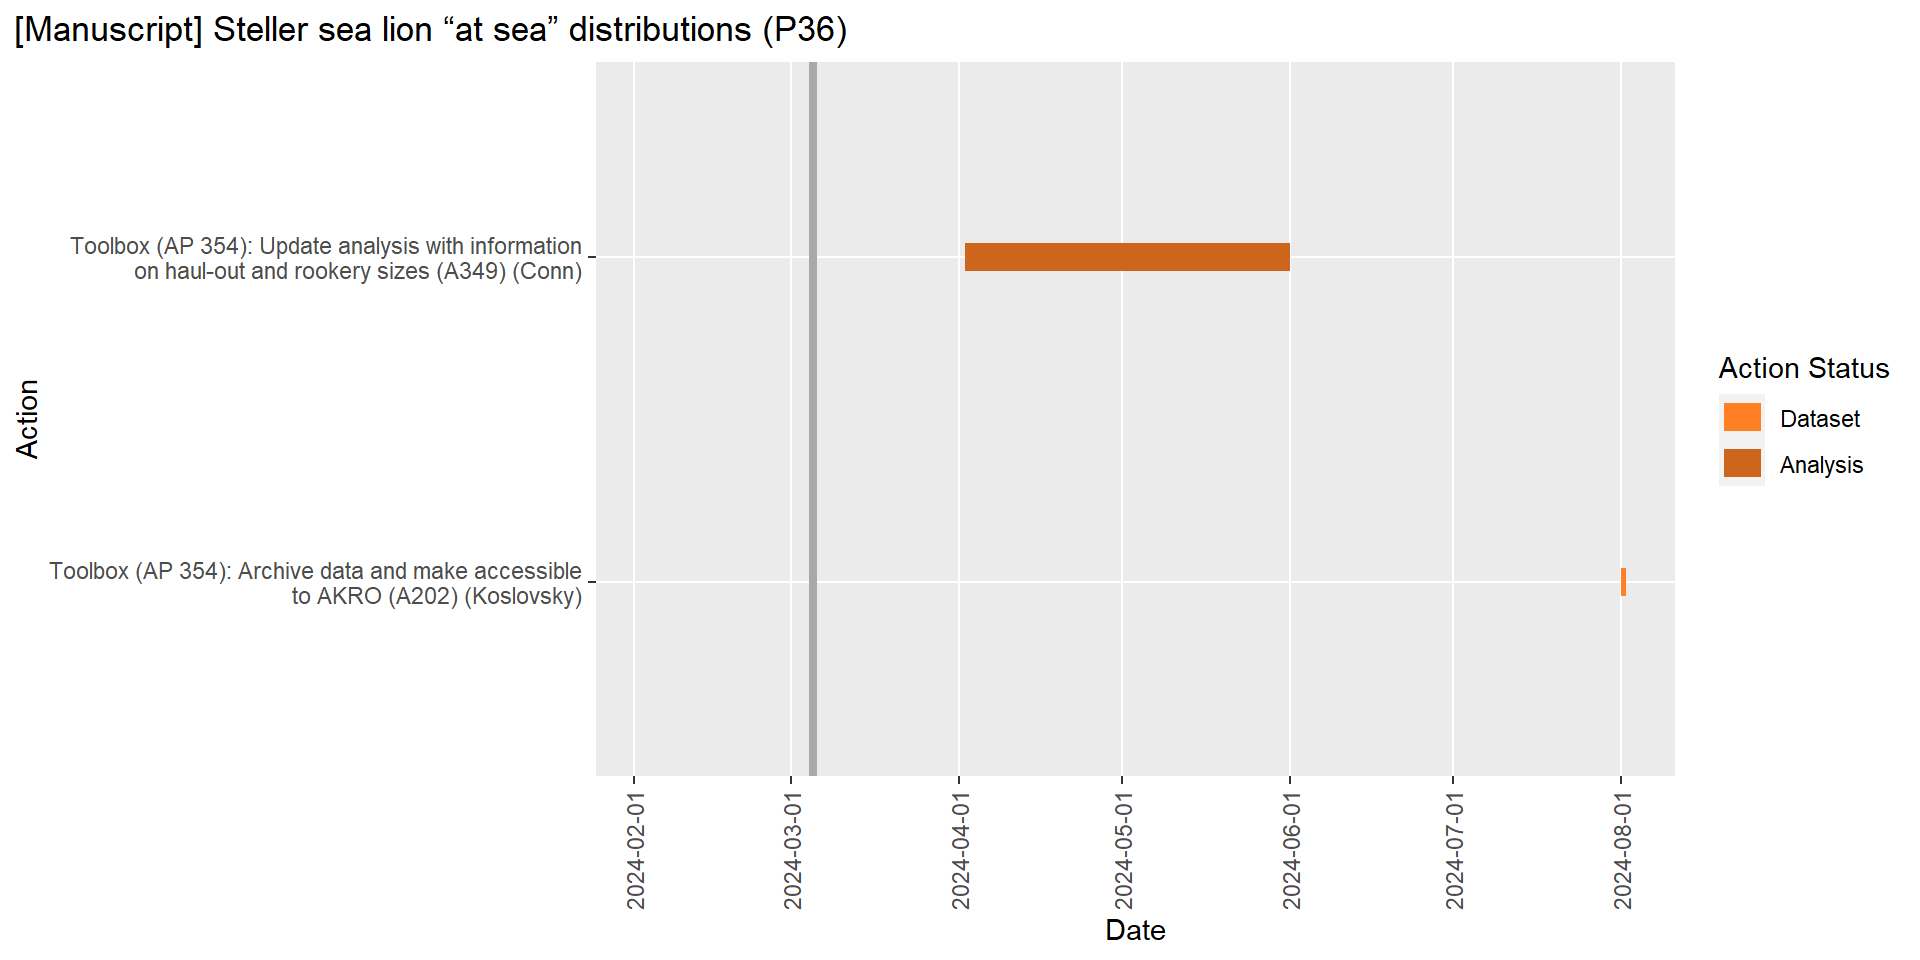 [Manuscript] Steller sea lion “at sea” distributions (P36)
Toolbox (AP 354): Update analysis with information
on haul-out and rookery sizes (A349) (Conn)
Toolbox (AP 354): Archive data and make accessible
to AKRO (A202) (Koslovsky)
Action
2024-02-01
2024-03-01
2024-04-01
2024-05-01
2024-06-01
2024-07-01
2024-08-01
Date
Action Status
Dataset
Analysis